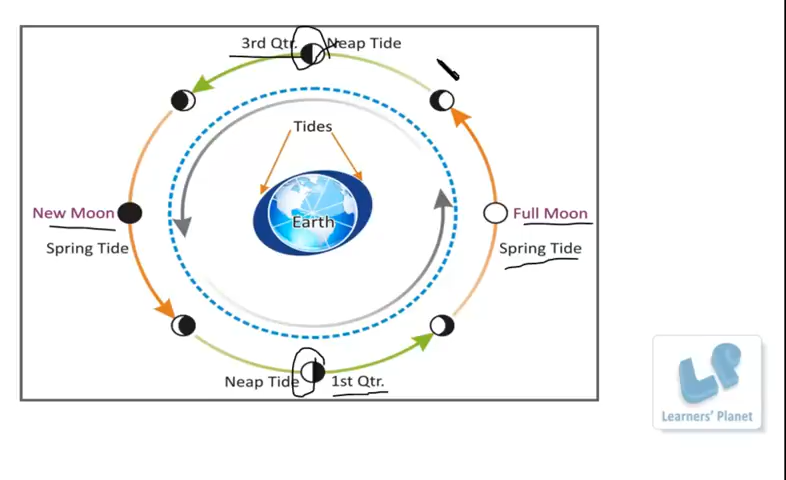 3rd Qtr. Neap Tide
Tides
New Moon
Full Moon
Earth
Spring Tide
Spring Tide
Neap Tide 1st Qtr.
LP
Learners' Planet